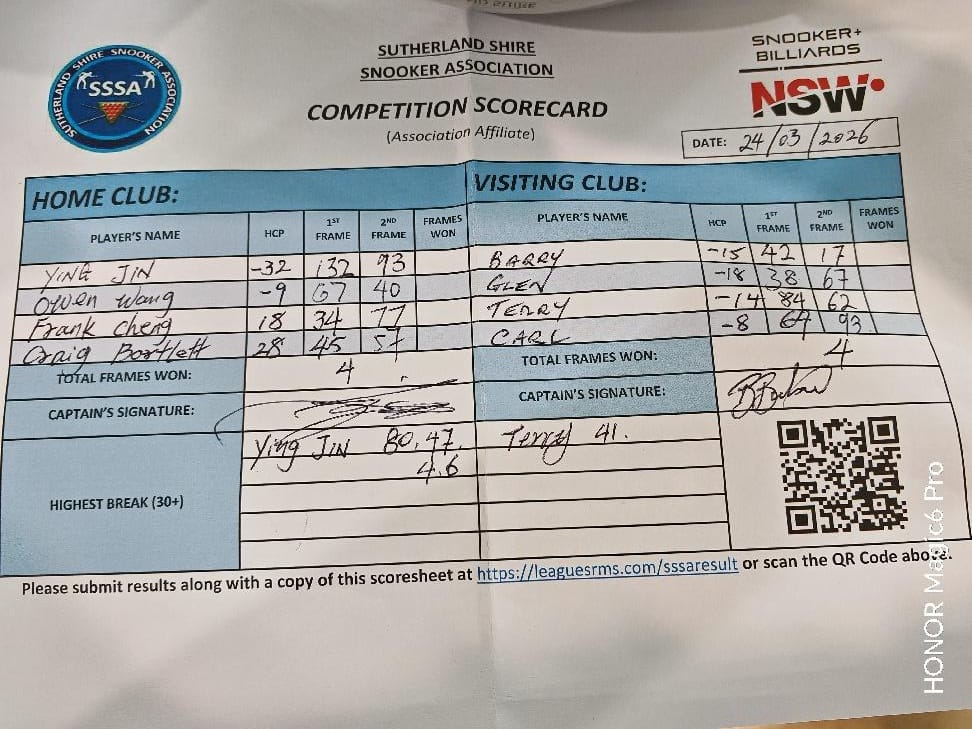 SUTHERLAND SHIRE SNOOKER ASSOCIATION
SSSA
SUTHERLAND SHIRE
SNOOKER ASSOCIATION
COMPETITION SCORECARD
(Association Affiliate)
SNOOKER+
BILLIARDS
NSW
DATE: 24/03/2026
HOME CLUB: VISITING CLUB:
PLAYER'S NAME HCP 1ST FRAME 2ND FRAME FRAMES WON PLAYER'S NAME HCP 1ST FRAME 2ND FRAME FRAMES WON
YING JIN -32 132 93 BARRY -15 42 17
Owen Wang -9 67 40 GLEN -18 38 67
Frank Cheng 18 34 77 TERRY -14 84 62
Craig Bartlett 28 45 57 CARL -8 64 93
TOTAL FRAMES WON: 4 TOTAL FRAMES WON: 4
CAPTAIN'S SIGNATURE: CAPTAIN'S SIGNATURE:
HIGHEST BREAK (30+)
Ying JIN 80,47, Terry 41.
46
Please submit results along with a copy of this scoresheet at https://leaguesrms.com/sssaresult or scan the QR Code above.
HONOR Magic6 Pro